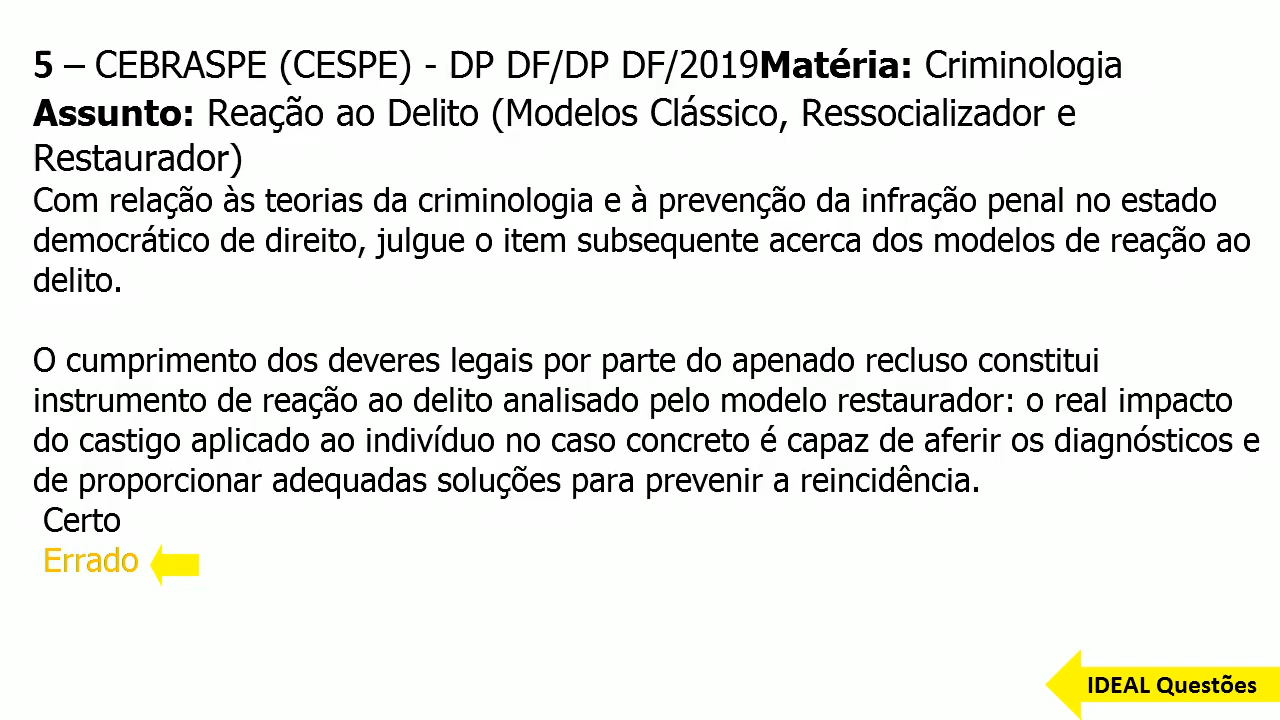 5 – CEBRASPE (CESPE) - DP DF/DP DF/2019Matéria: Criminologia
Assunto: Reação ao Delito (Modelos Clássico, Ressocializador e
Restaurador)
Com relação às teorias da criminologia e à prevenção da infração penal no estado
democrático de direito, julgue o item subsequente acerca dos modelos de reação ao
delito.
O cumprimento dos deveres legais por parte do apenado recluso constitui
instrumento de reação ao delito analisado pelo modelo restaurador: o real impacto
do castigo aplicado ao indivíduo no caso concreto é capaz de aferir os diagnósticos e
de proporcionar adequadas soluções para prevenir a reincidência.
Certo
Errado
IDEAL Questões